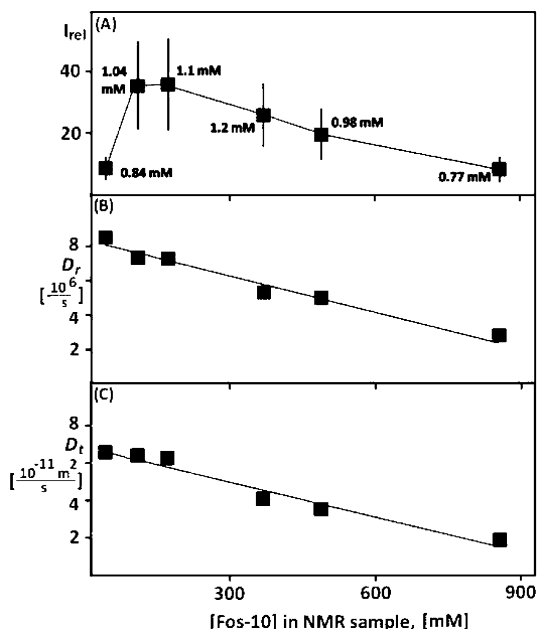 I_rel
(A)
40
1.04 mM
1.1 mM
20
1.2 mM
0.98 mM
0.84 mM
0.77 mM
(B)
8
D_r
[10^6/s]
4
2
(C)
8
D_t
[10^-11 m^2/s]
4
2
300 600 900
[Fos-10] in NMR sample, [mM]